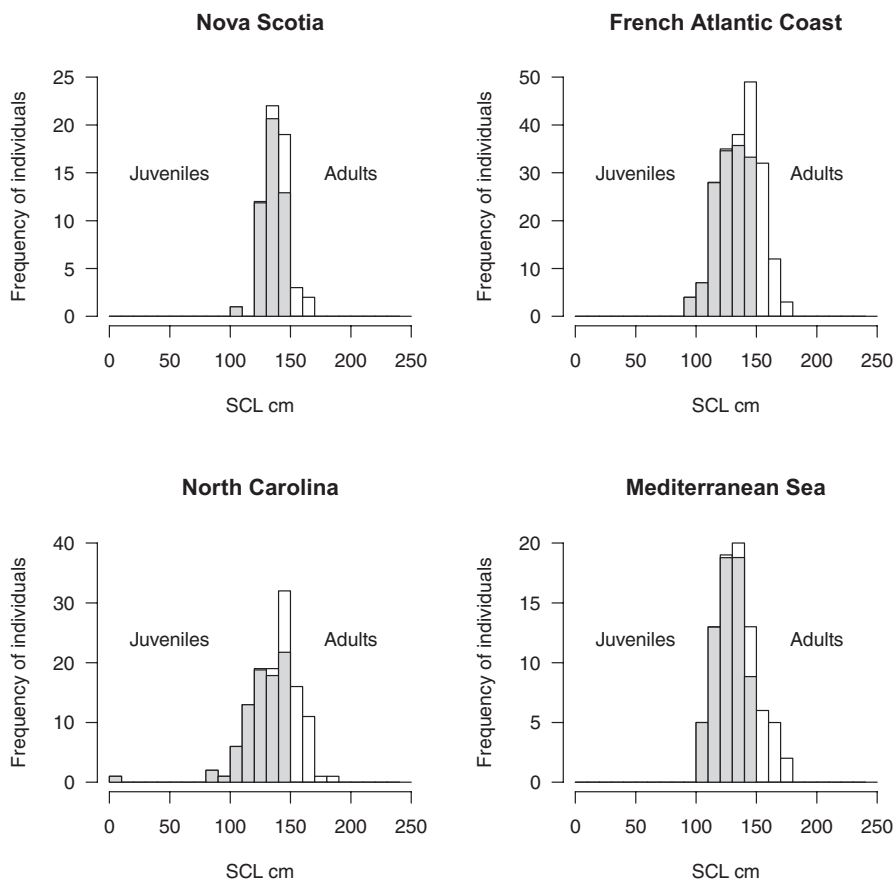 Nova Scotia
Frequency of individuals
25
20
15
10
5
0
Juveniles
Adults
0 50 100 150 200 250
SCL cm
French Atlantic Coast
Frequency of individuals
50
40
30
20
10
0
Juveniles
Adults
0 50 100 150 200 250
SCL cm
North Carolina
Frequency of individuals
40
30
20
10
0
Juveniles
Adults
0 50 100 150 200 250
SCL cm
Mediterranean Sea
Frequency of individuals
20
15
10
5
0
Juveniles
Adults
0 50 100 150 200 250
SCL cm